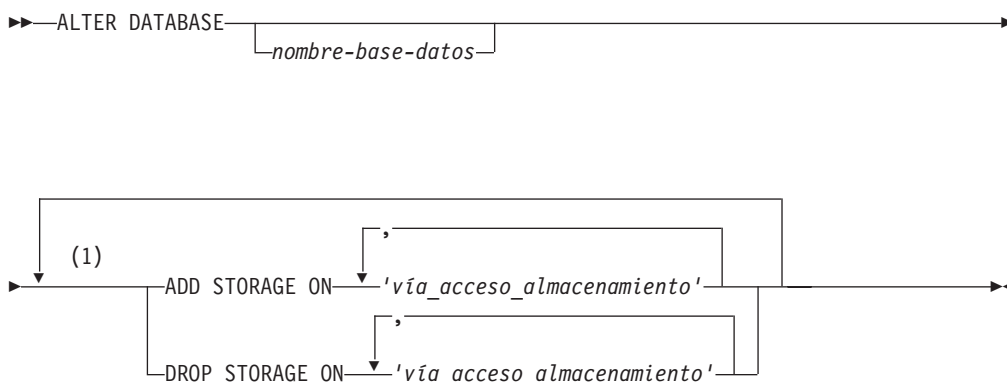 ALTER DATABASE
nombre-base-datos
,
(1)
ADD STORAGE ON 'vía_acceso_almacenamiento'
,
DROP STORAGE ON 'vía acceso almacenamiento'